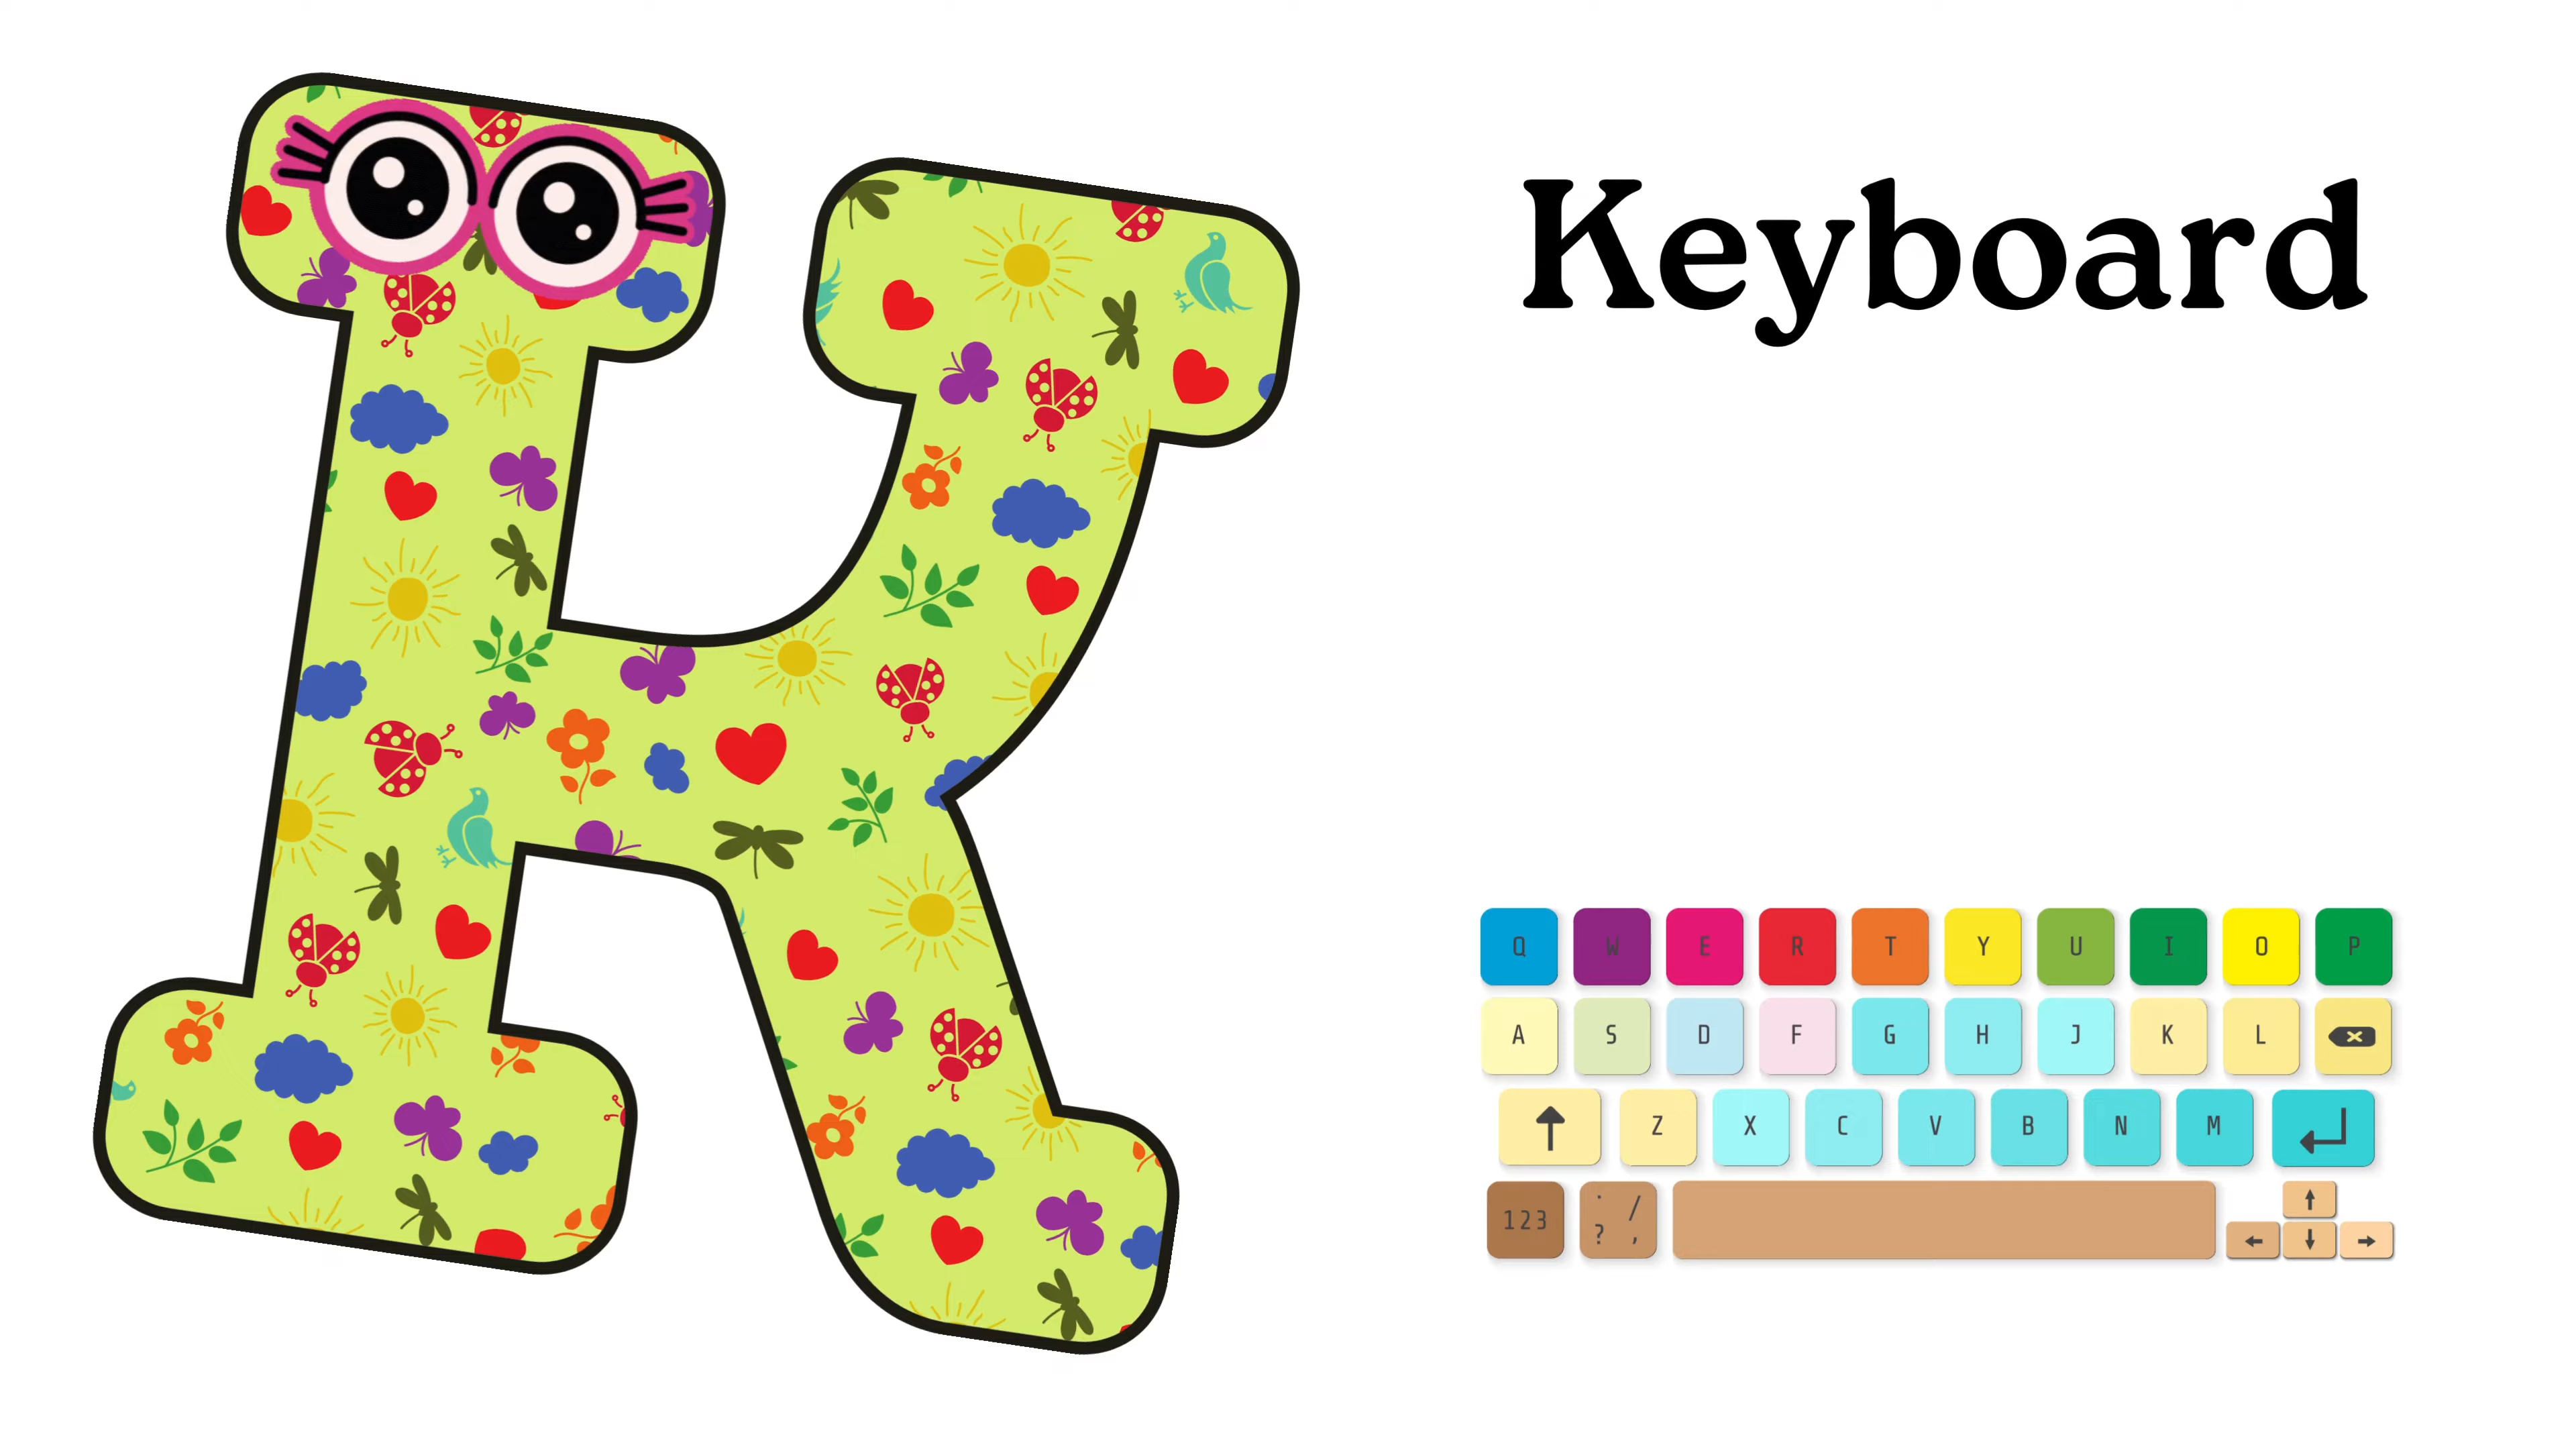 K
Keyboard
Q W E R T Y U I O P
A S D F G H J K L
Z X C V B N M
123 . / ? ,